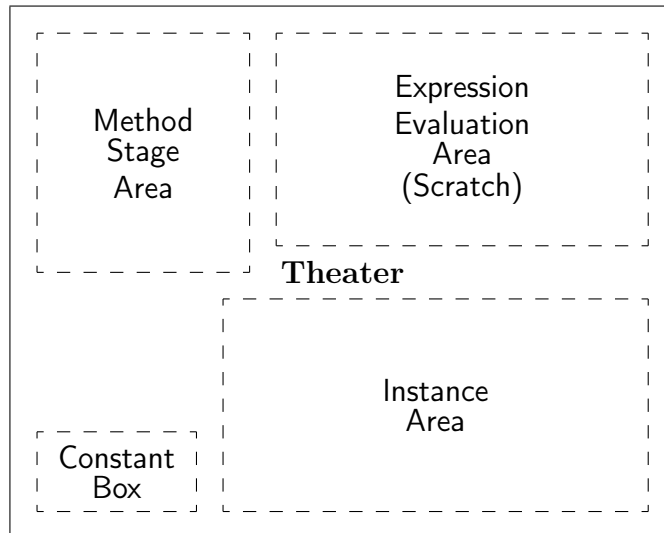 Method
Stage
Area
Expression
Evaluation
Area
(Scratch)
Theater
Instance
Area
Constant
Box